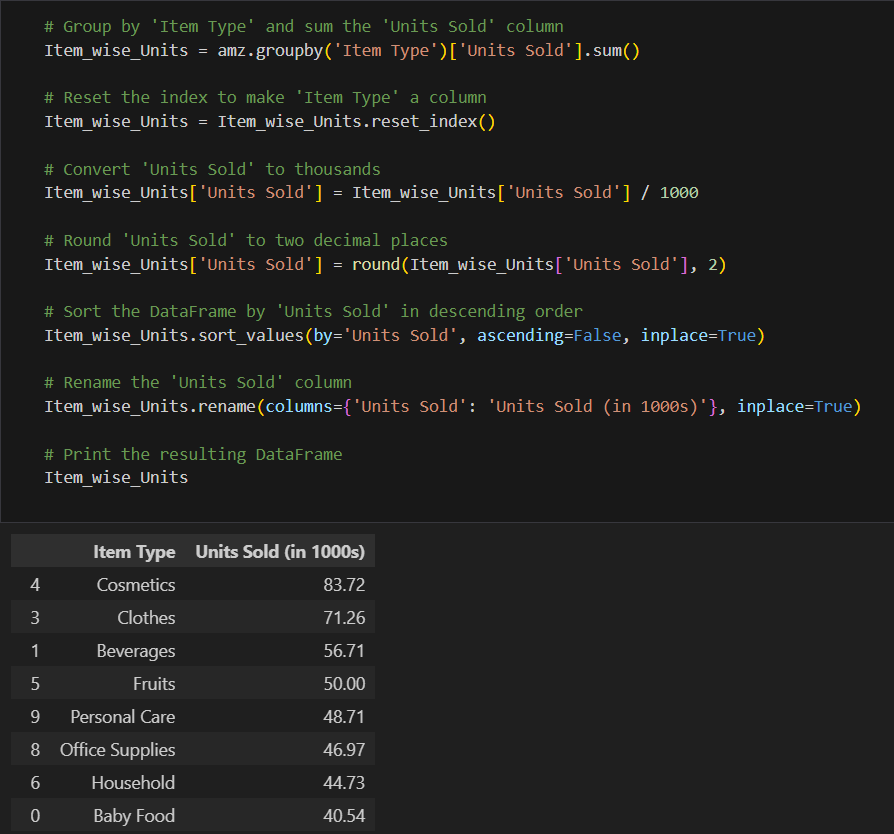 # Group by 'Item Type' and sum the 'Units Sold' column
Item_wise_Units = amz.groupby('Item Type')['Units Sold'].sum()
# Reset the index to make 'Item Type' a column
Item_wise_Units = Item_wise_Units.reset_index()
# Convert 'Units Sold' to thousands
Item_wise_Units['Units Sold'] = Item_wise_Units['Units Sold'] / 1000
# Round 'Units Sold' to two decimal places
Item_wise_Units['Units Sold'] = round(Item_wise_Units['Units Sold'], 2)
# Sort the DataFrame by 'Units Sold' in descending order
Item_wise_Units.sort_values(by='Units Sold', ascending=False, inplace=True)
# Rename the 'Units Sold' column
Item_wise_Units.rename(columns={'Units Sold': 'Units Sold (in 1000s)'}, inplace=True)
# Print the resulting DataFrame
Item_wise_Units
Item Type Units Sold (in 1000s)
4 Cosmetics 83.72
3 Clothes 71.26
1 Beverages 56.71
5 Fruits 50.00
9 Personal Care 48.71
8 Office Supplies 46.97
6 Household 44.73
0 Baby Food 40.54